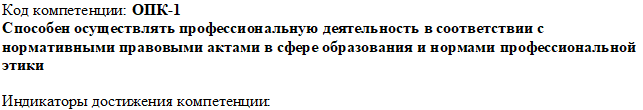 Код компетенции: ОПК-1
Способен осуществлять профессиональную деятельность в соответствии с
нормативными правовыми актами в сфере образования и нормами профессиональной
этики
Индикаторы достижения компетенции: